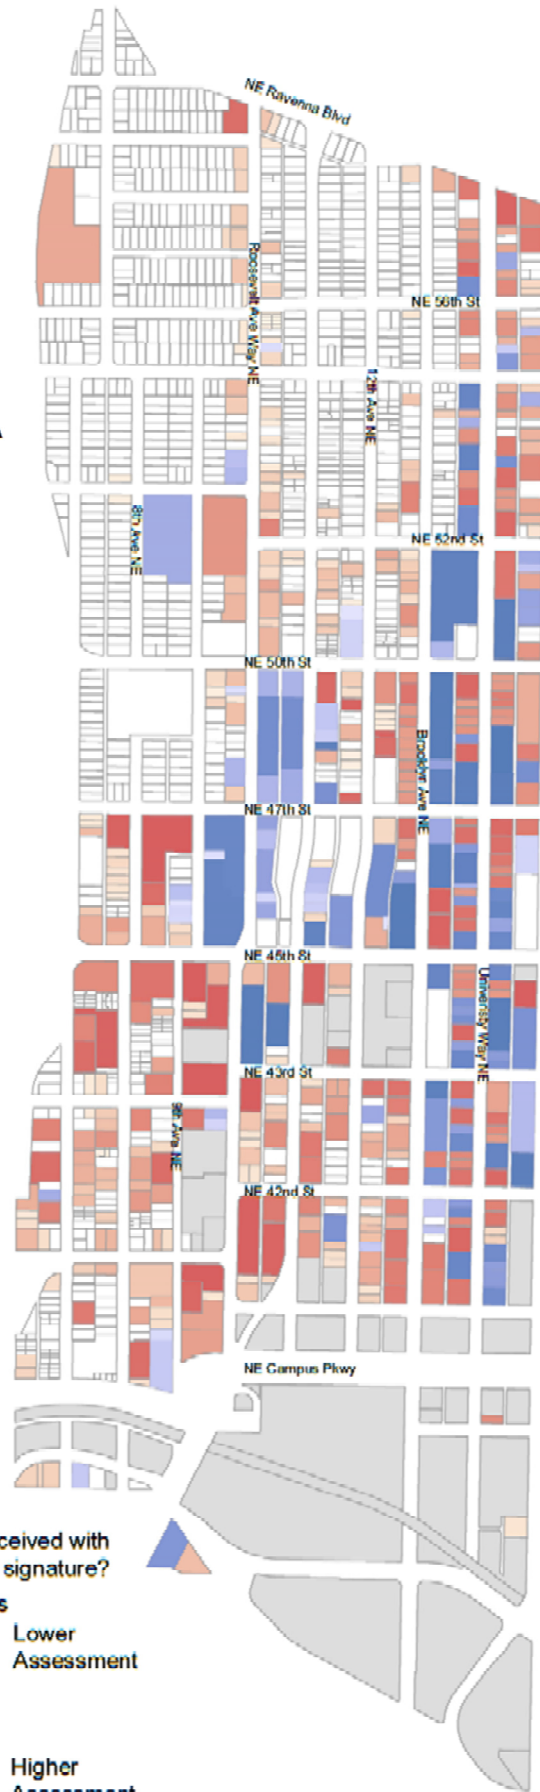 NE Ravenna Blvd
Roosevelt Ave Way NE
NE 56th St
12th Ave NE
8th Ave NE
NE 52nd St
NE 50th St
Brooklyn Ave NE
NE 47th St
NE 45th St
University Way NE
NE 43rd St
9th Ave NE
NE 42nd St
NE Campus Pkwy
ceived with
signature?
s
Lower
Assessment
Higher
Assessment